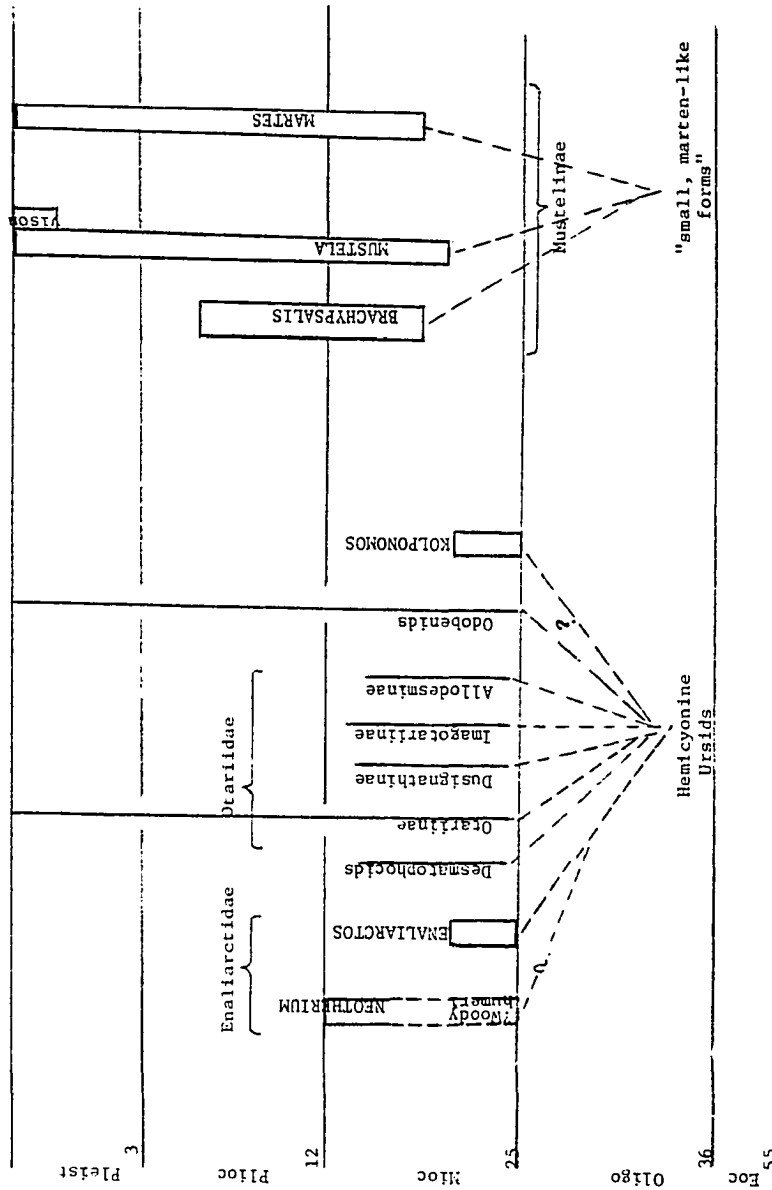 Pleist
3
Plioc
12
Mioc
25
Oligo
36
Eoc
55
Enaliarctidae
NEOTHERIUM
?Woody
humeri
ENALIARCTOS
Otariidae
Desmatophocids
Otariinae
Dusignathinae
Imagotariinae
Allodesminae
Odobenids
KOLPONOMOS
?
?
Hemicyonine
Ursids
BRACHYPSALIS
MUSTELA
vison
MARTES
Mustelinae
"small, marten-like
forms"